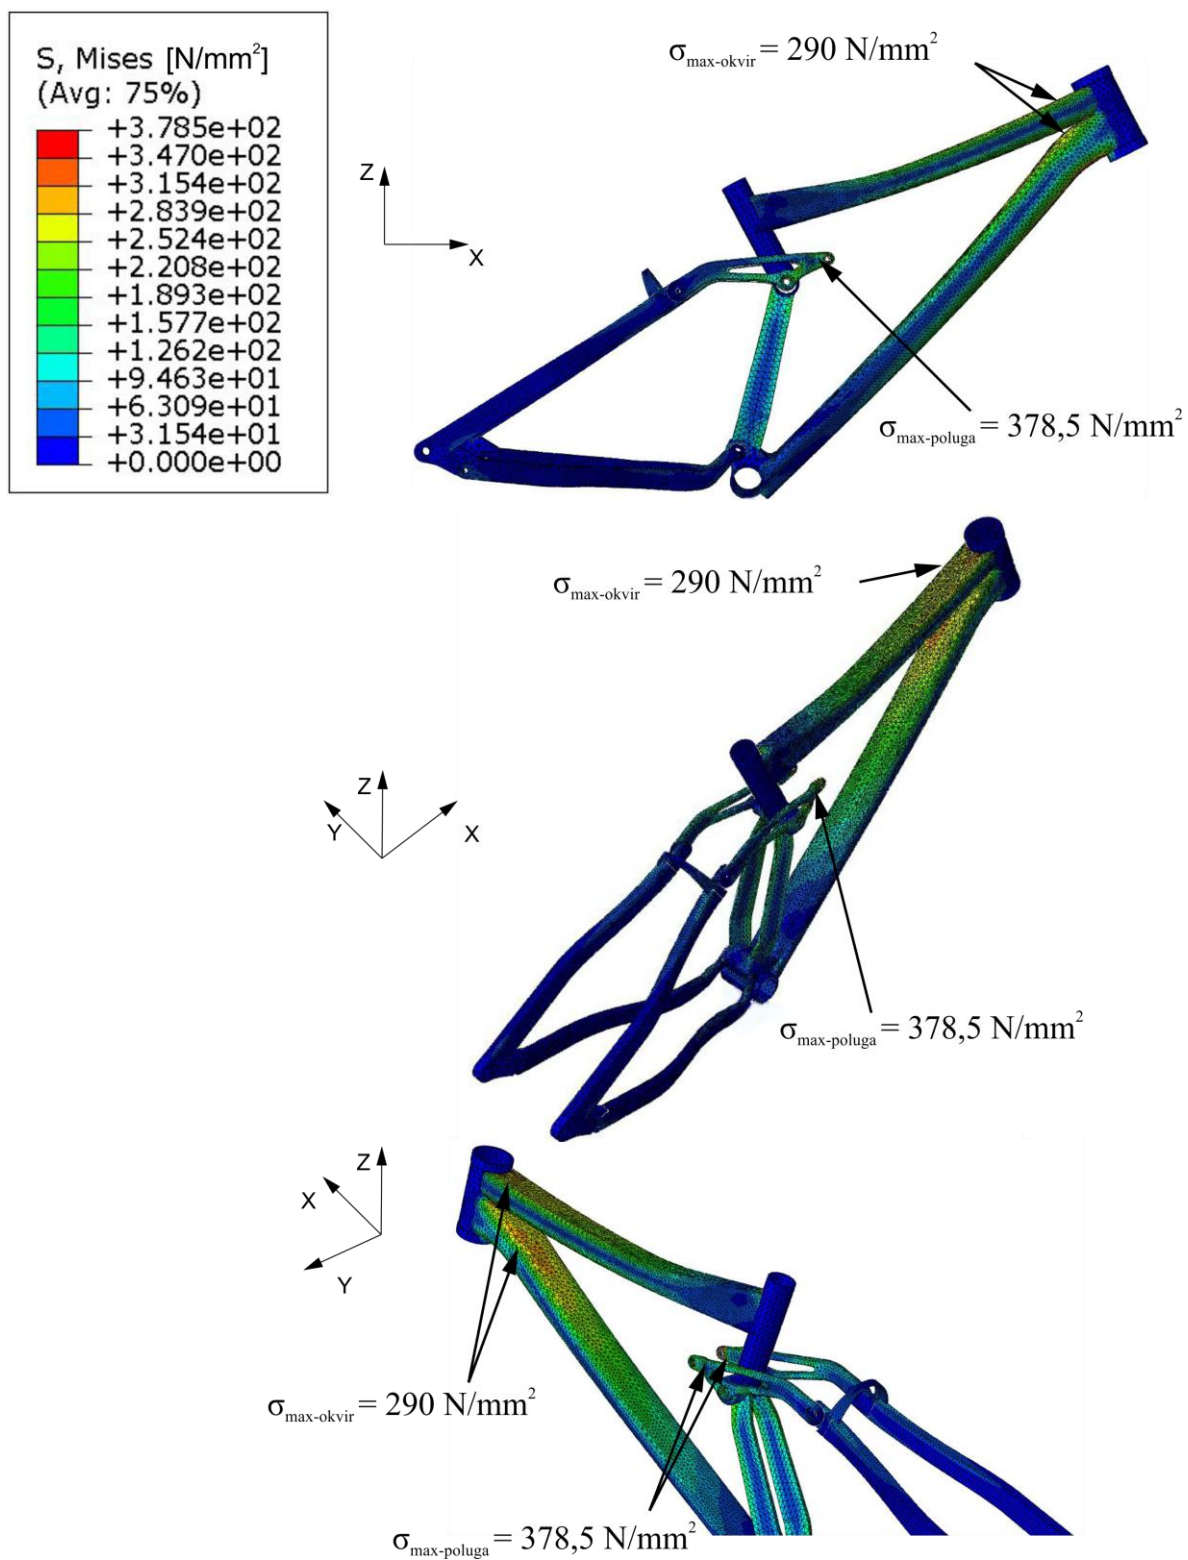 S, Mises [N/mm²]
(Avg: 75%)
+3.785e+02
+3.470e+02
+3.154e+02
+2.839e+02
+2.524e+02
+2.208e+02
+1.893e+02
+1.577e+02
+1.262e+02
+9.463e+01
+6.309e+01
+3.154e+01
+0.000e+00
σmax-okvir = 290 N/mm²
Z
X
σmax-poluga = 378,5 N/mm²
σmax-okvir = 290 N/mm²
Z
Y
X
σmax-poluga = 378,5 N/mm²
Z
X
Y
σmax-okvir = 290 N/mm²
σmax-poluga = 378,5 N/mm²